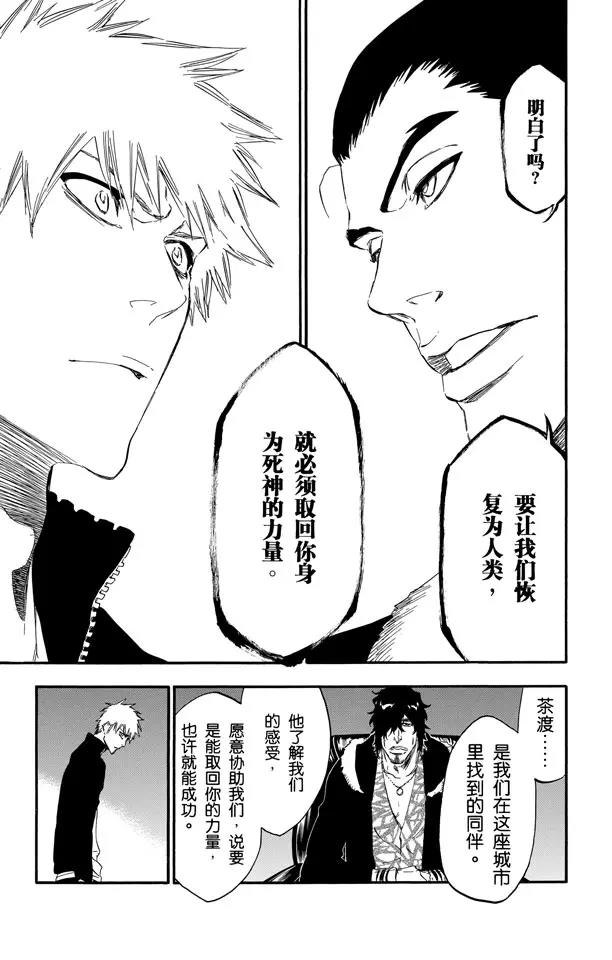 明白了吗？
要让我们恢
复为人类，
就必须取回你身
为死神的力量。
茶渡……
是我们在这座城市
里找到的同伴。
他了解我们
的感受，
愿意协助我们，说要
是能取回你的力量，
也许就能成功。